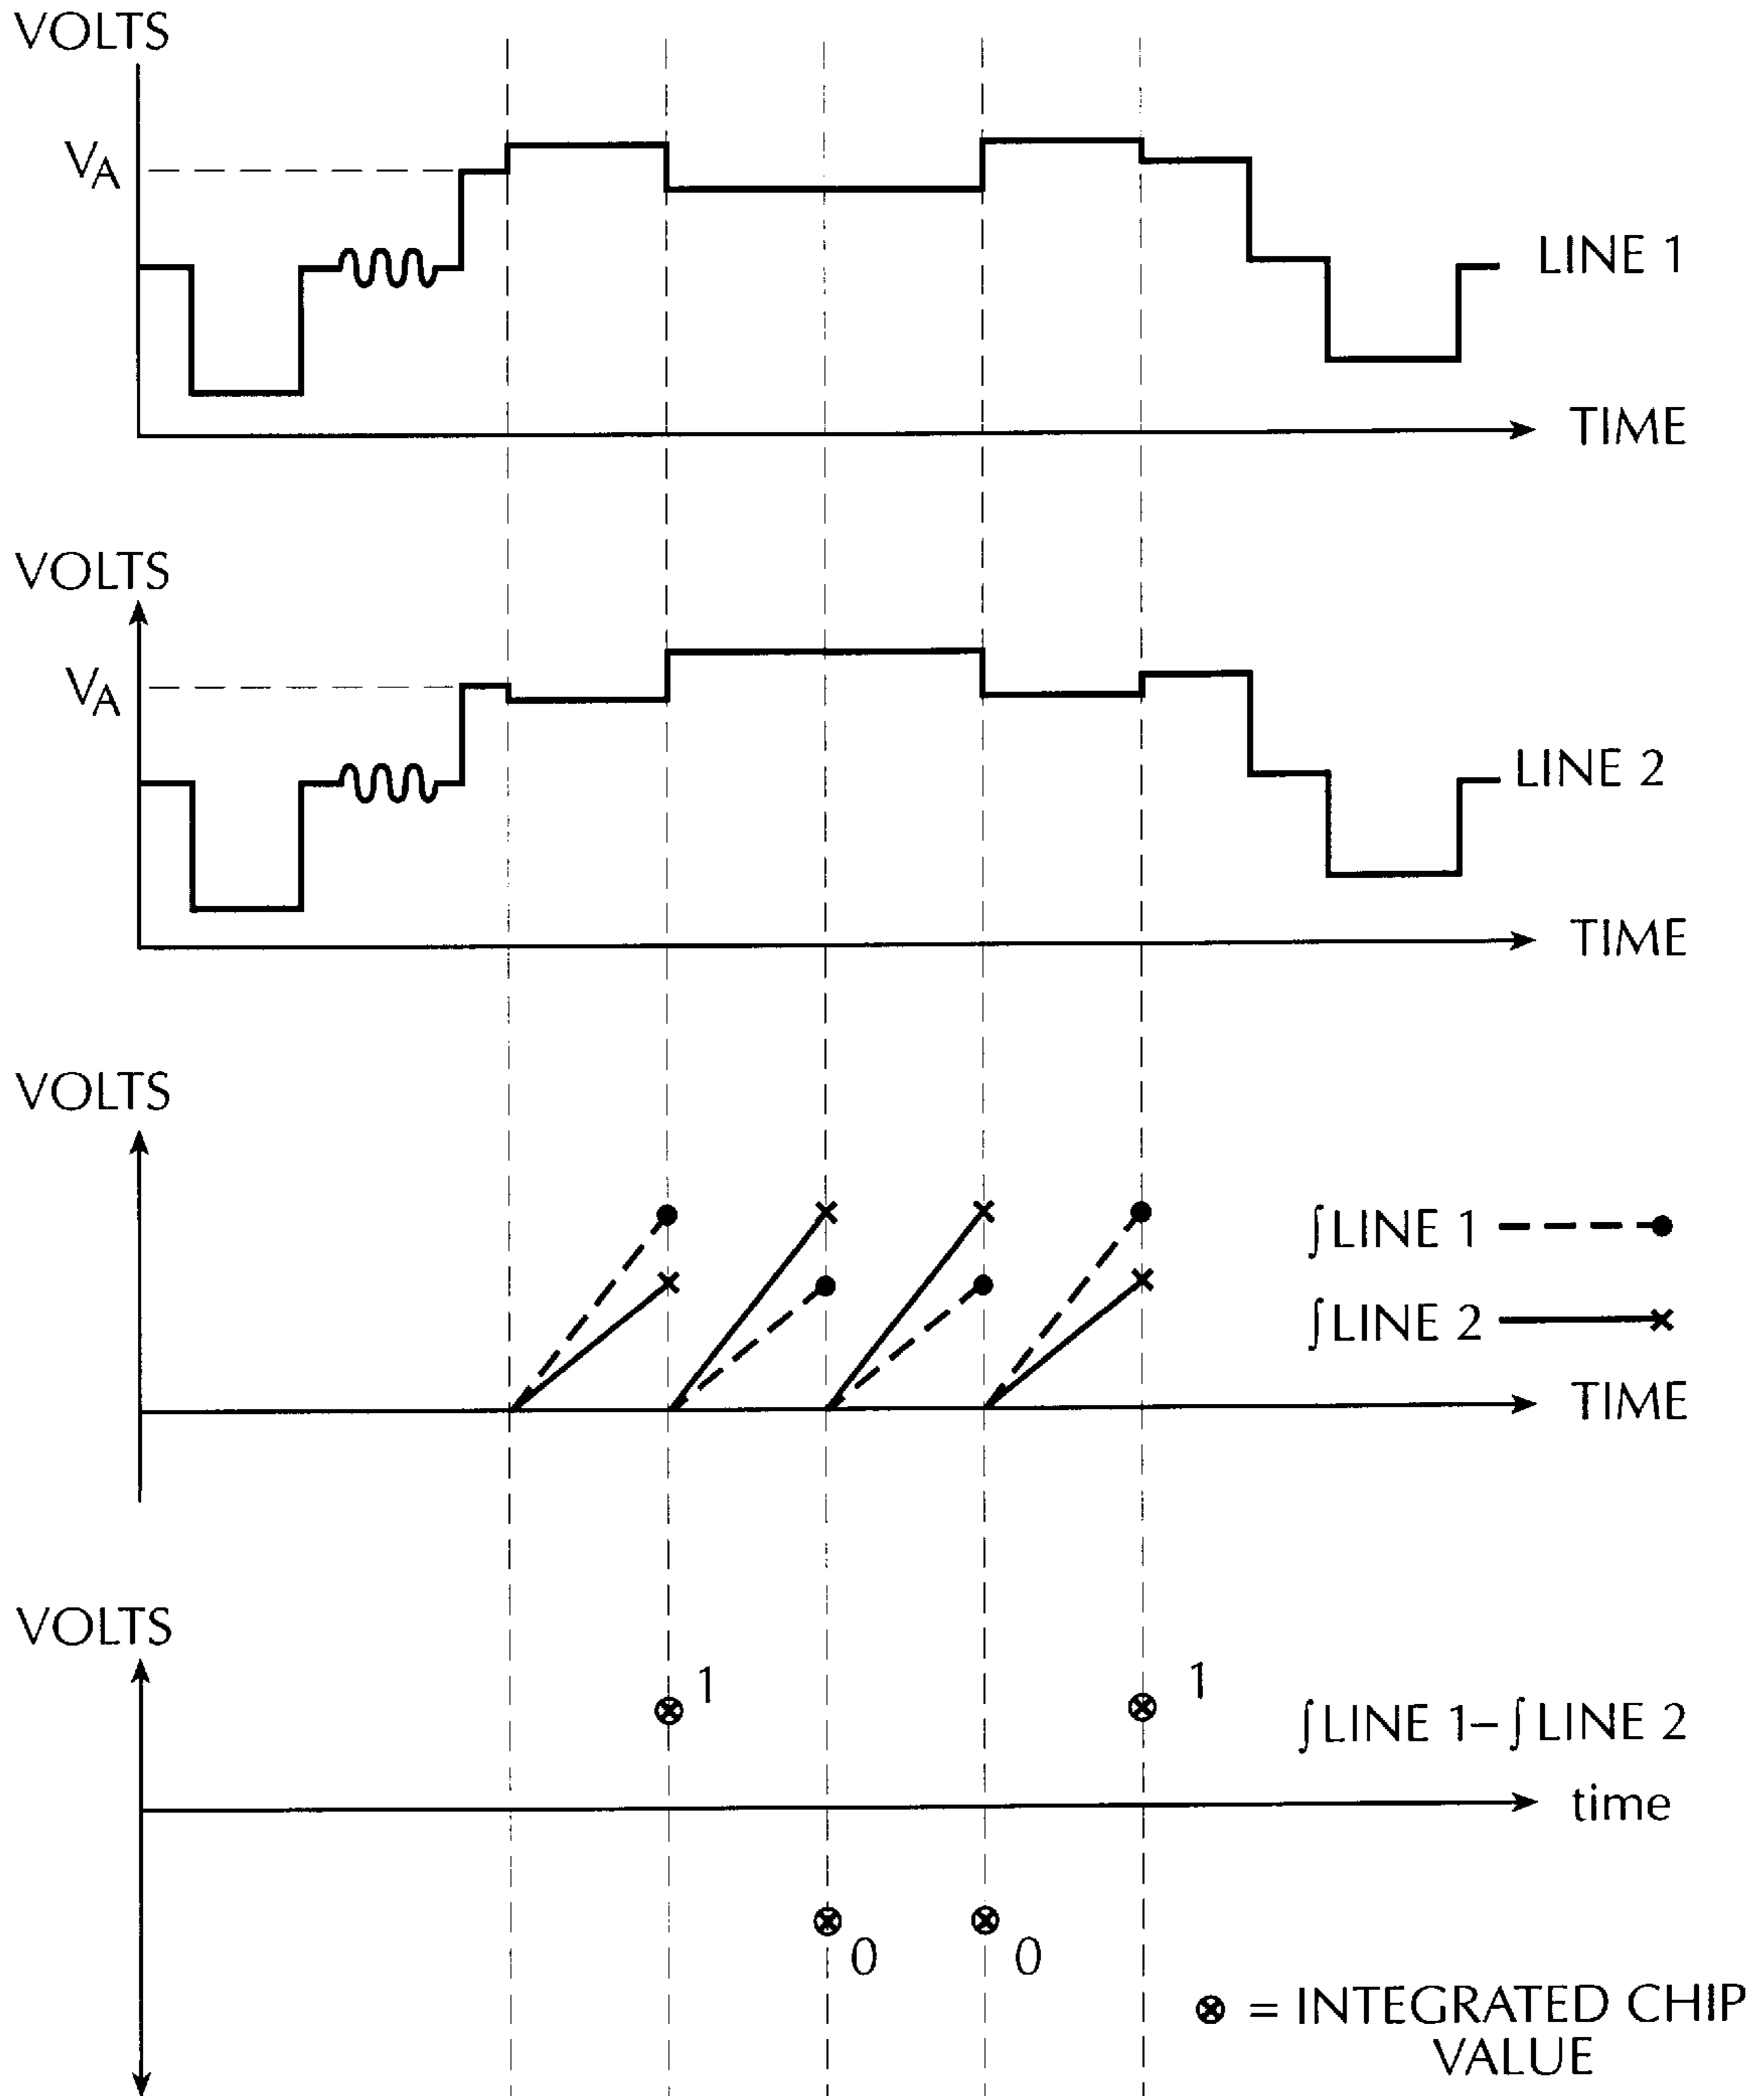 VOLTS
VA
LINE 1
TIME
VOLTS
VA
LINE 2
TIME
VOLTS
∫LINE 1
∫LINE 2
TIME
VOLTS
1
1
∫LINE 1–∫LINE 2
time
0
0
⊗ = INTEGRATED CHIP
VALUE